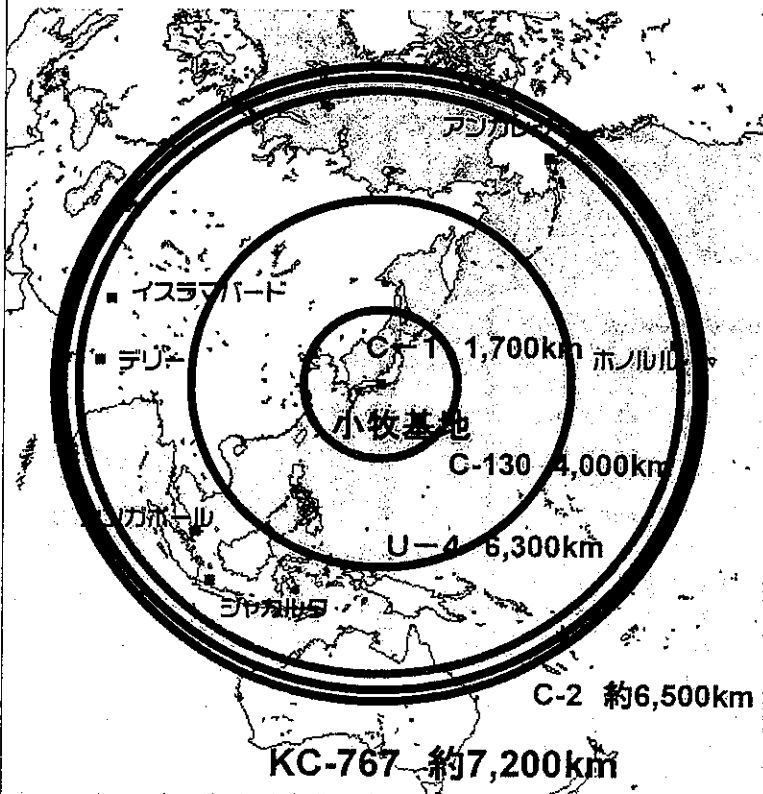 アンカレッジ
イスラマバード
C－1 1,700km
デリー
ホノルル
小牧基地
C-130 4,000km
シンガポール
U－4 6,300km
ジャカルタ
C-2 約6,500km
KC-767 約7,200km